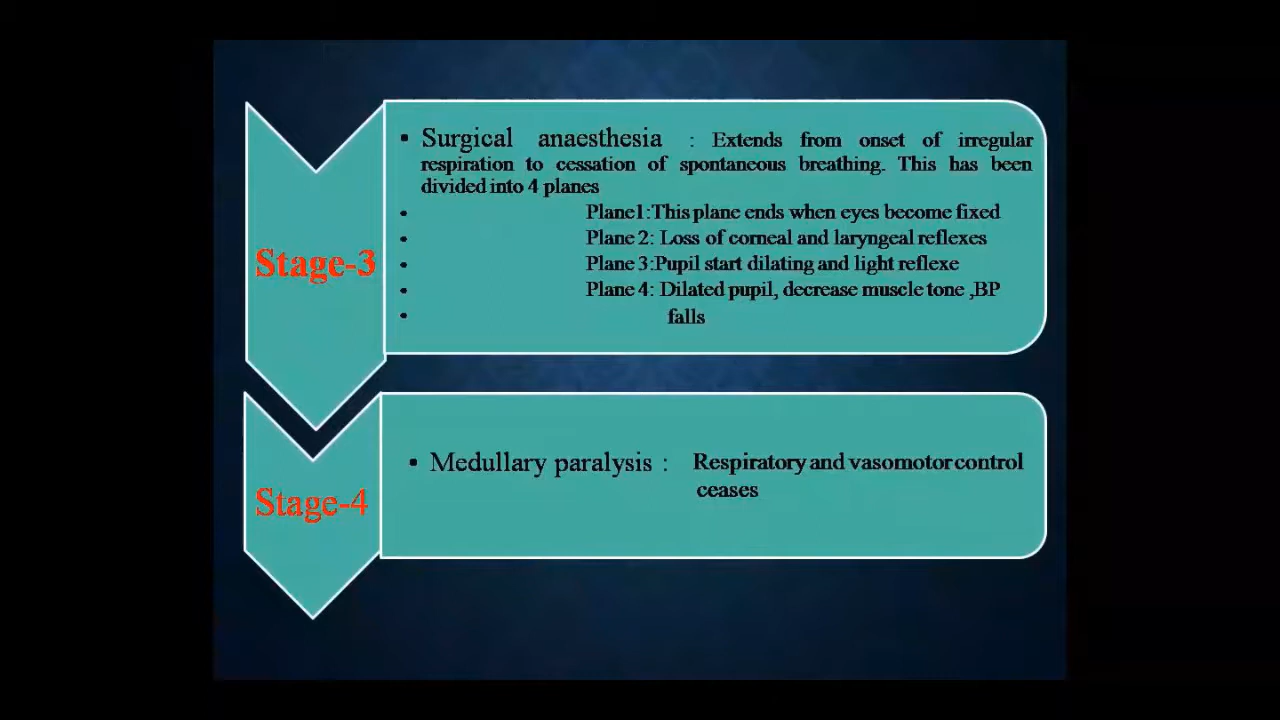 • Surgical anaesthesia : Extends from onset of irregular
respiration to cessation of spontaneous breathing. This has been
divided into 4 planes
• Plane1:This plane ends when eyes become fixed
• Plane 2: Loss of corneal and laryngeal reflexes
Stage-3
• Plane 3:Pupil start dilating and light reflexe
• Plane 4: Dilated pupil, decrease muscle tone ,BP
• falls
• Medullary paralysis : Respiratory and vasomotor control
ceases
Stage-4